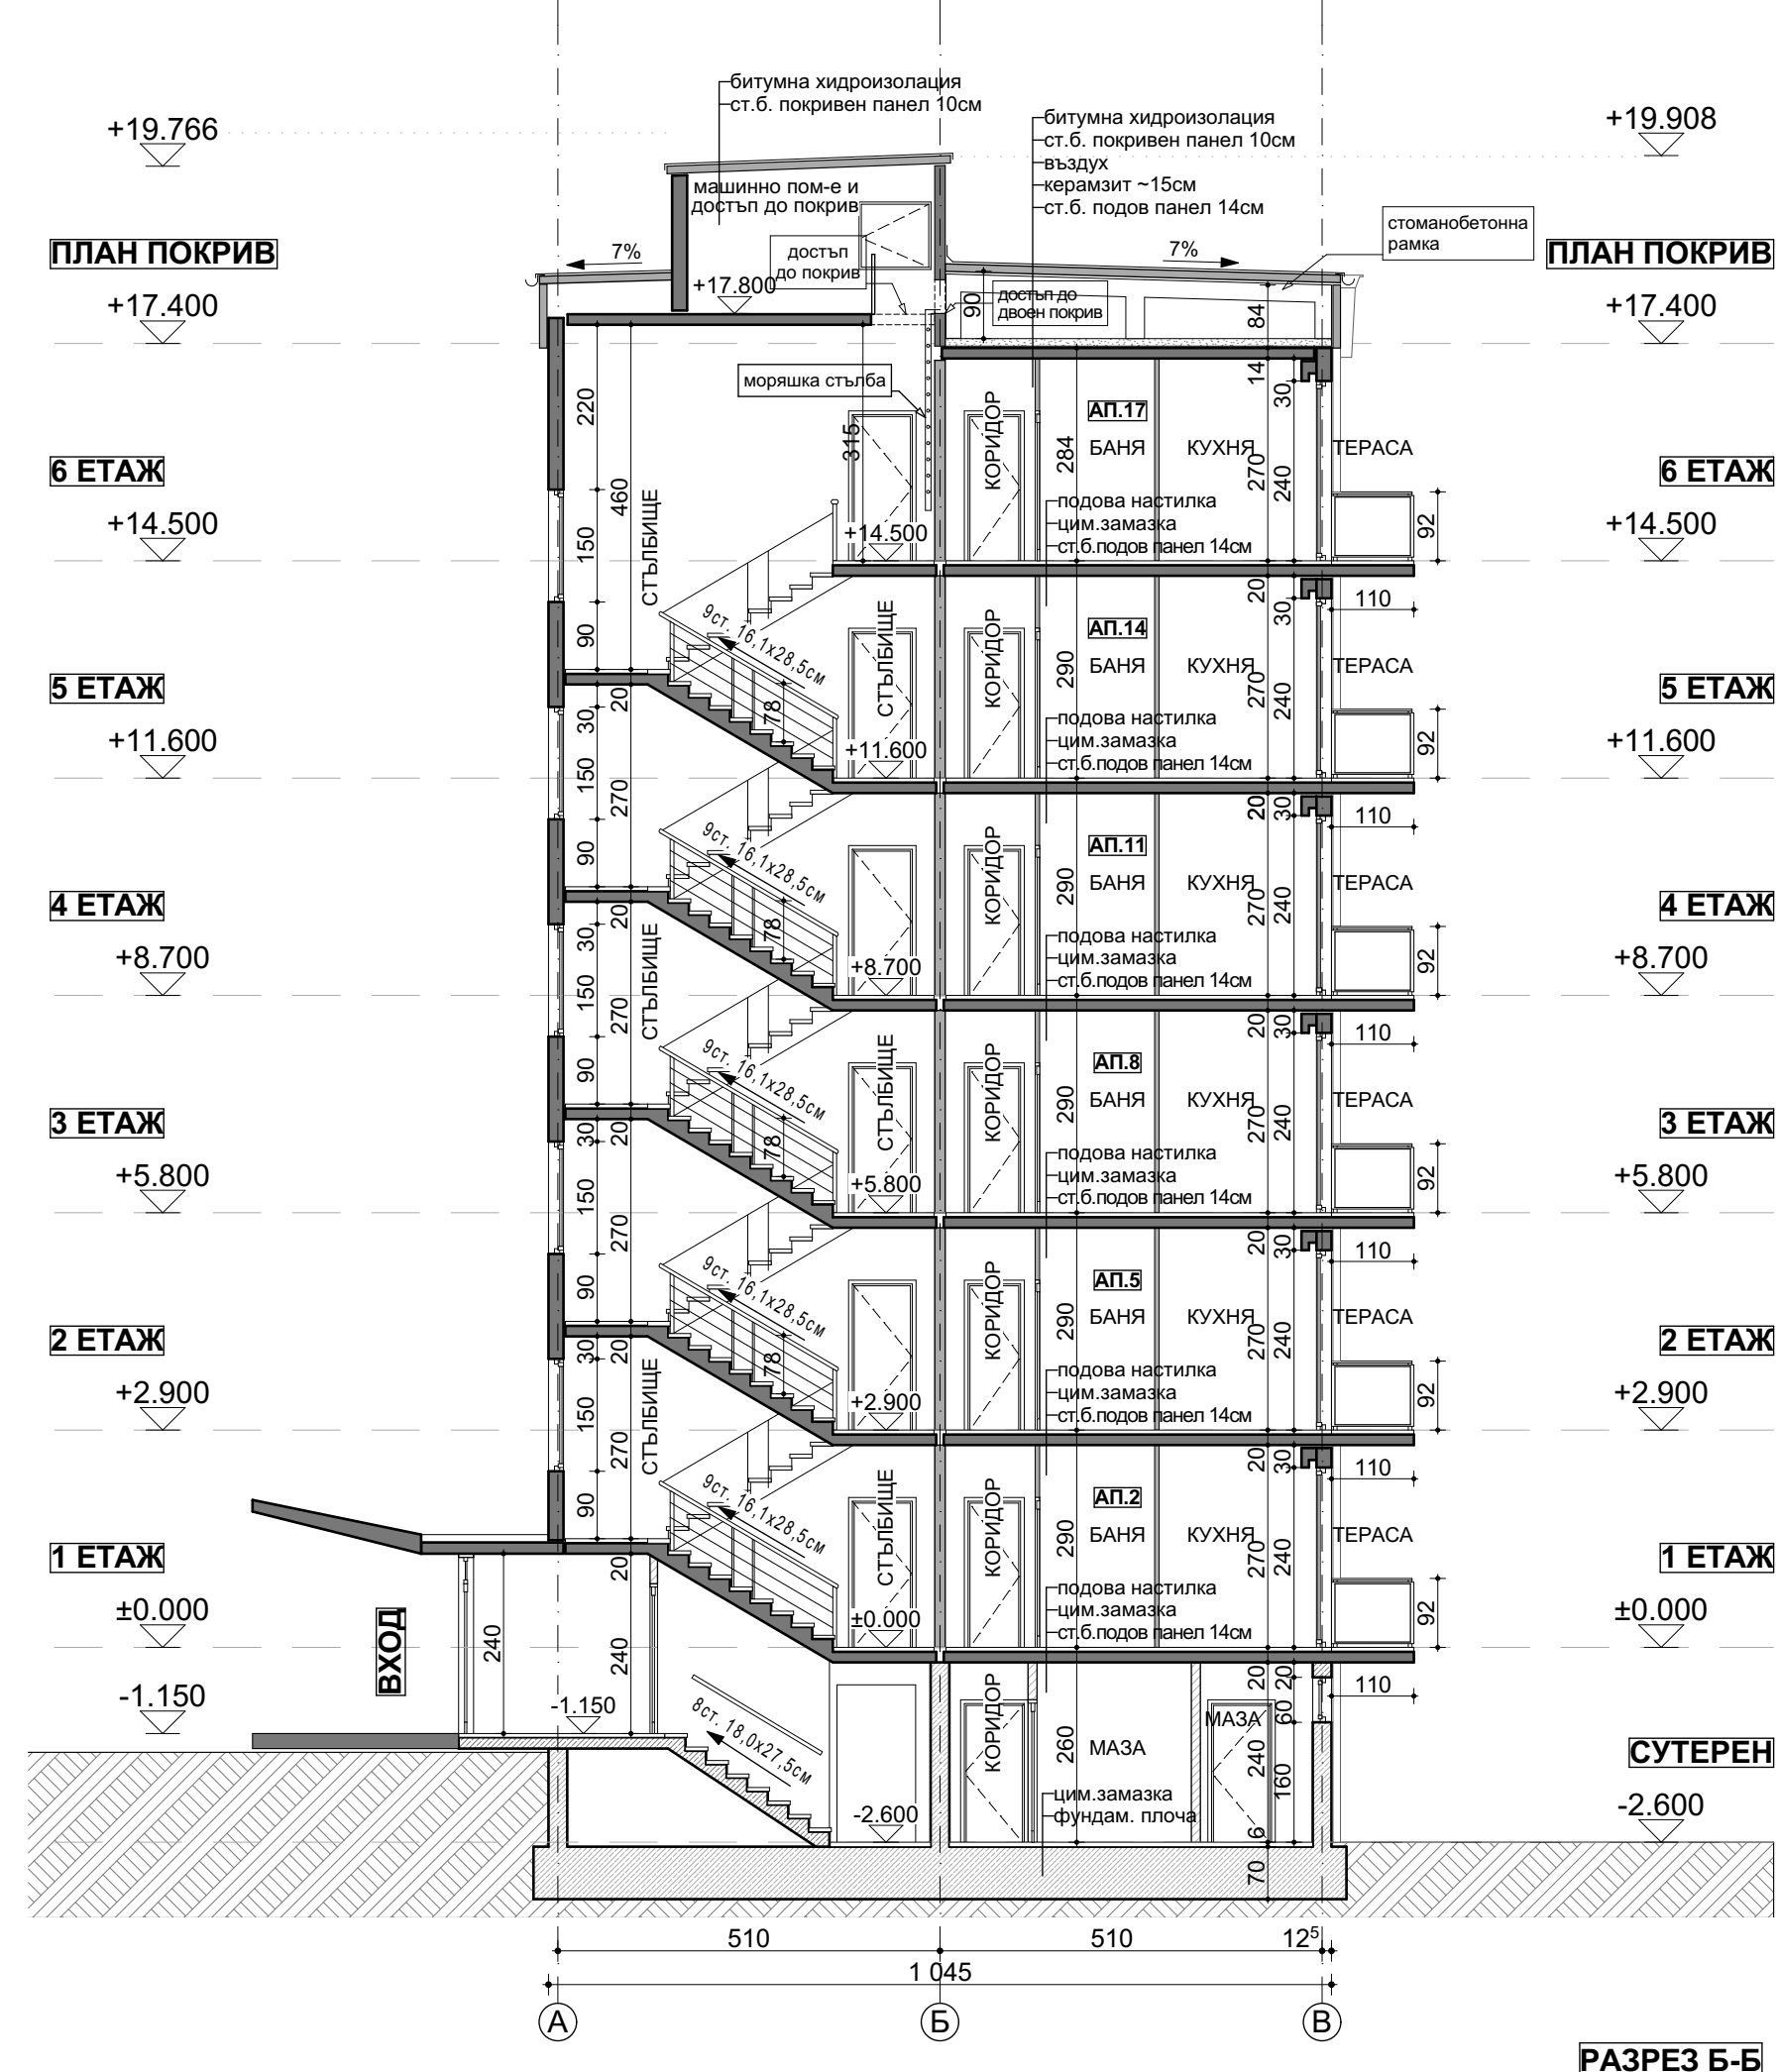 битумна хидроизолация
ст.б. покривен панел 10см
+19.766
+19.908
битумна хидроизолация
ст.б. покривен панел 10см
въздух
керамзит ~15см
ст.б. подов панел 14см
машинно пом-е и
достъп до покрив
стоманобетонна
рамка
ПЛАН ПОКРИВ
7%
достъп
до покрив
7%
ПЛАН ПОКРИВ
+17.400
+17.800
90
достъп до
двоен покрив
84
+17.400
моряшка стълба
14
30
220
460
315
СТЪЛБИЩЕ
КОРИДОР
АП.17
284
БАНЯ
КУХНЯ
270
240
ТЕРАСА
6 ЕТАЖ
6 ЕТАЖ
+14.500
150
+14.500
подова настилка
цим.замазка
ст.б.подов панел 14см
92
+14.500
90
9ст. 16,1x28,5см
СТЪЛБИЩЕ
КОРИДОР
20
30
110
АП.14
290
БАНЯ
КУХНЯ
270
240
ТЕРАСА
5 ЕТАЖ
20
30
78
5 ЕТАЖ
+11.600
150
270
+11.600
подова настилка
цим.замазка
ст.б.подов панел 14см
92
+11.600
90
9ст. 16,1x28,5см
КОРИДОР
20
30
110
АП.11
290
БАНЯ
КУХНЯ
270
240
ТЕРАСА
4 ЕТАЖ
20
30
78
4 ЕТАЖ
+8.700
150
270
СТЪЛБИЩЕ
+8.700
подова настилка
цим.замазка
ст.б.подов панел 14см
92
+8.700
90
9ст. 16,1x28,5см
СТЪЛБИЩЕ
КОРИДОР
20
30
110
АП.8
290
БАНЯ
КУХНЯ
270
240
ТЕРАСА
3 ЕТАЖ
30
20
78
3 ЕТАЖ
+5.800
150
270
+5.800
подова настилка
цим.замазка
ст.б.подов панел 14см
92
+5.800
90
9ст. 16,1x28,5см
КОРИДОР
20
30
110
АП.5
290
БАНЯ
КУХНЯ
270
240
ТЕРАСА
2 ЕТАЖ
30
20
78
2 ЕТАЖ
+2.900
150
270
СТЪЛБИЩЕ
+2.900
подова настилка
цим.замазка
ст.б.подов панел 14см
92
+2.900
90
9ст. 16,1x28,5см
СТЪЛБИЩЕ
КОРИДОР
20
30
110
АП.2
290
БАНЯ
КУХНЯ
270
240
ТЕРАСА
1 ЕТАЖ
20
1 ЕТАЖ
±0.000
ВХОД
240
240
±0.000
подова настилка
цим.замазка
ст.б.подов панел 14см
92
±0.000
-1.150
-1.150
8ст. 18,0x27,5см
КОРИДОР
260
МАЗА
МАЗА
20
20
60
110
240
160
СУТЕРЕН
-2.600
цим.замазка
фундам. плоча
-2.600
6
70
510
510
12⁵
1 045
А
Б
В
РАЗРЕЗ Б-Б